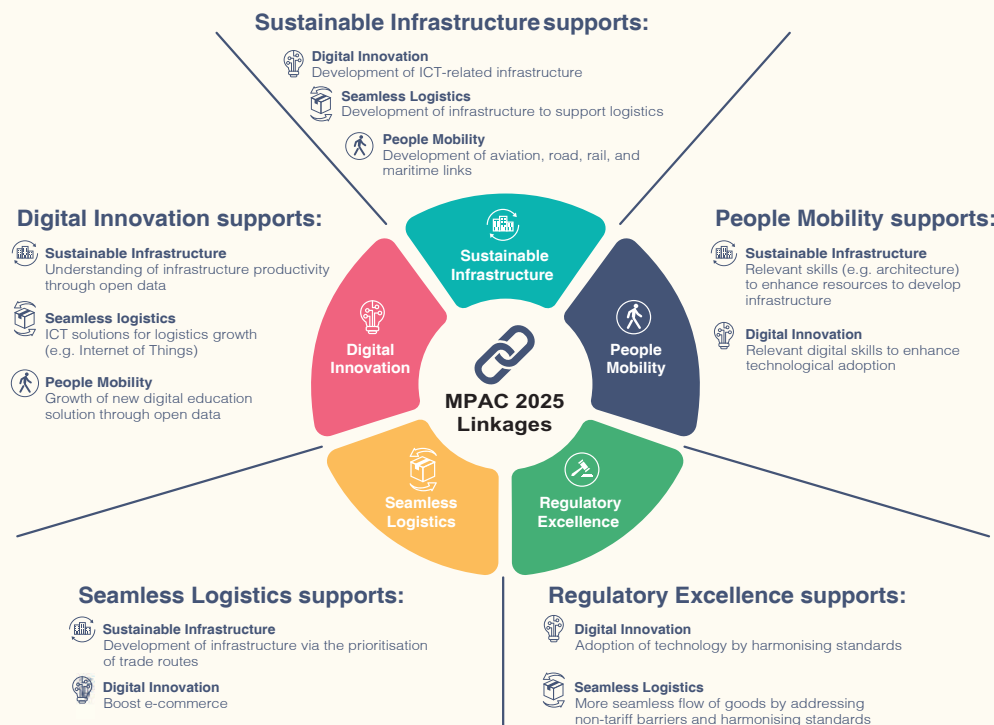 Sustainable Infrastructure supports:
Digital Innovation
Development of ICT-related infrastructure
Seamless Logistics
Development of infrastructure to support logistics
People Mobility
Development of aviation, road, rail, and
maritime links
Digital Innovation supports:
Sustainable Infrastructure
Understanding of infrastructure productivity
through open data
Seamless logistics
ICT solutions for logistics growth
(e.g. Internet of Things)
People Mobility
Growth of new digital education
solution through open data
People Mobility supports:
Sustainable Infrastructure
Relevant skills (e.g. architecture)
to enhance resources to develop
infrastructure
Digital Innovation
Relevant digital skills to enhance
technological adoption
Sustainable
Infrastructure
Digital
Innovation
People
Mobility
MPAC 2025
Linkages
Seamless
Logistics
Regulatory
Excellence
Seamless Logistics supports:
Sustainable Infrastructure
Development of infrastructure via the prioritisation
of trade routes
Digital Innovation
Boost e-commerce
Regulatory Excellence supports:
Digital Innovation
Adoption of technology by harmonising standards
Seamless Logistics
More seamless flow of goods by addressing
non-tariff barriers and harmonising standards